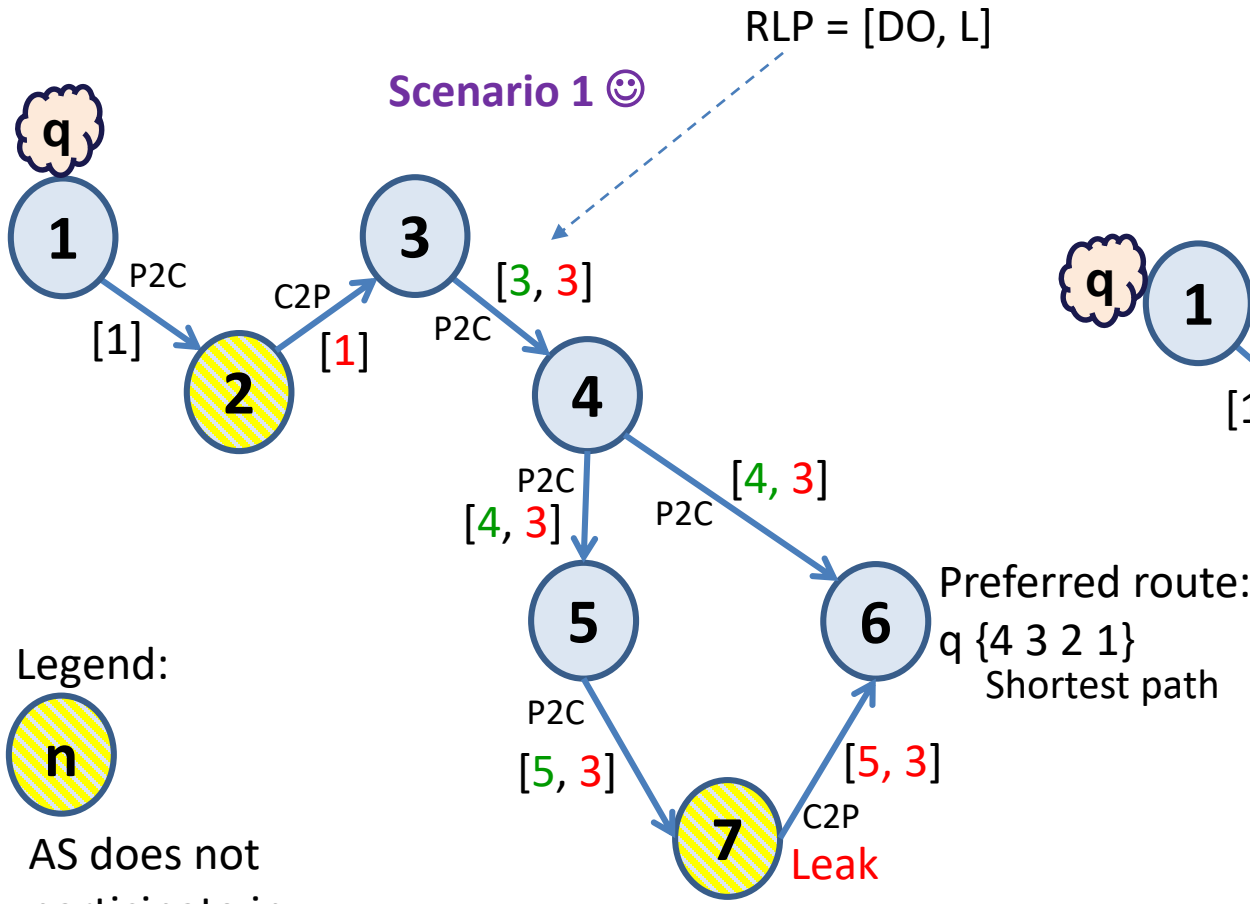 RLP = [DO, L]
Scenario 1 ☺
q
1
P2C
[1]
2
C2P
[1]
3
[3, 3]
P2C
4
q
1
P2C
[4, 3]
[4, 3]
P2C
5
6
Preferred route:
q {4 3 2 1}
Shortest path
P2C
[5, 3]
7
[5, 3]
C2P
Leak
Legend:
n
AS does not